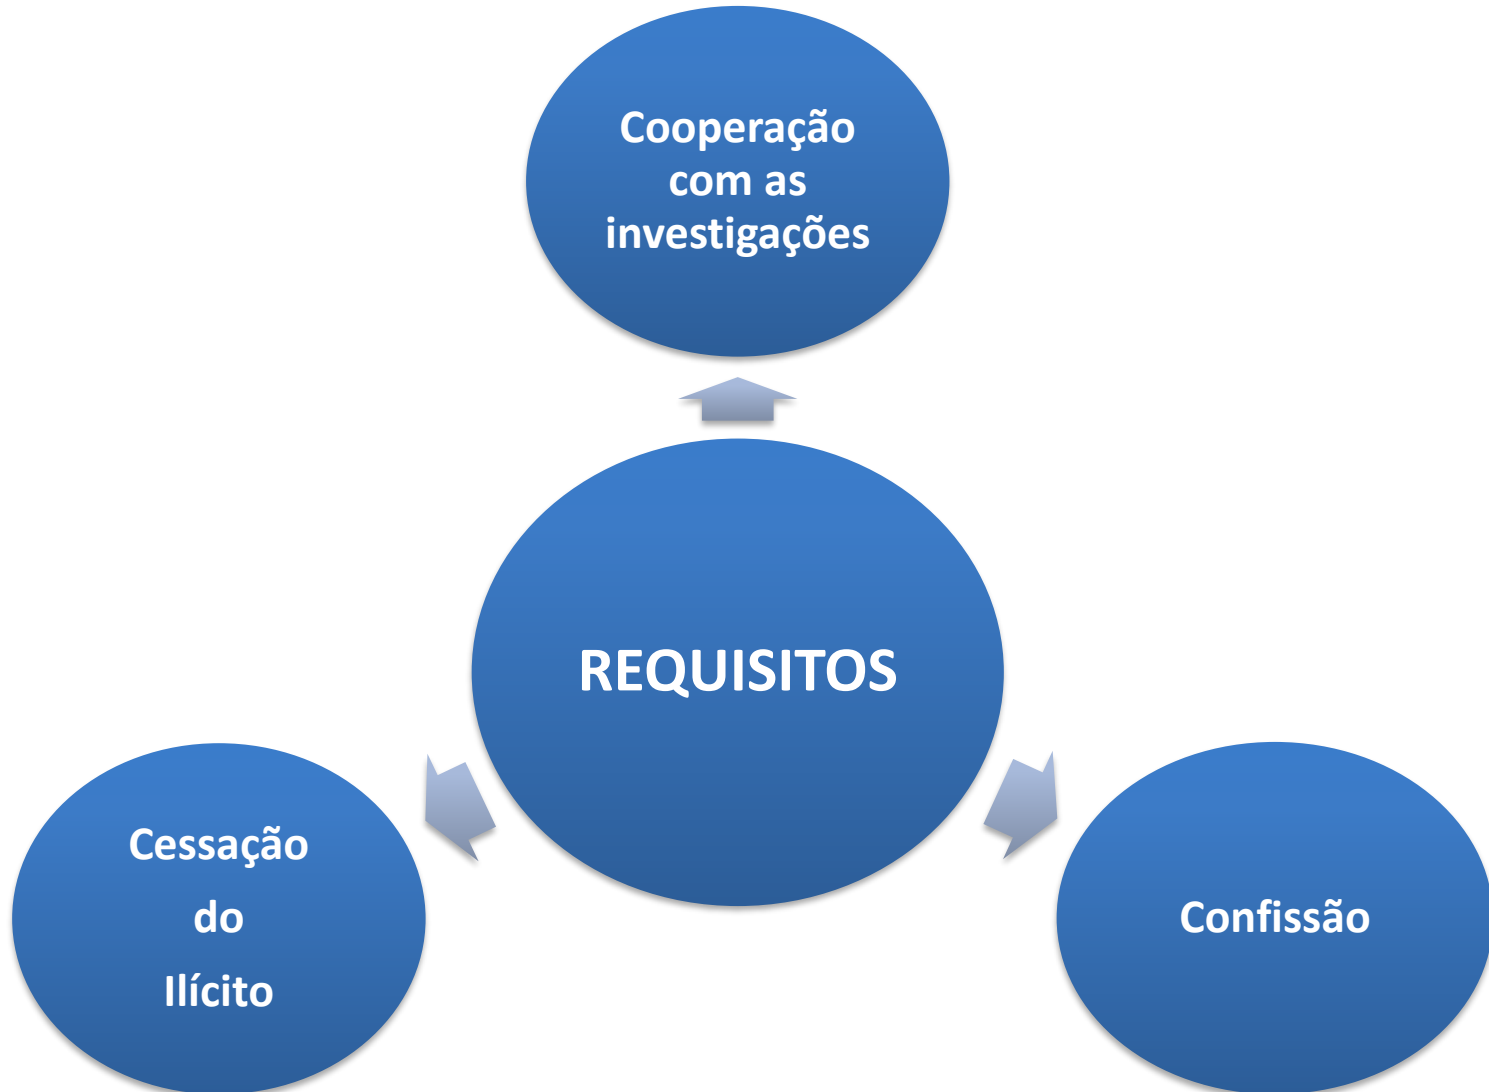 Cooperação
com as
investigações
REQUISITOS
Cessação
do
Ilícito
Confissão